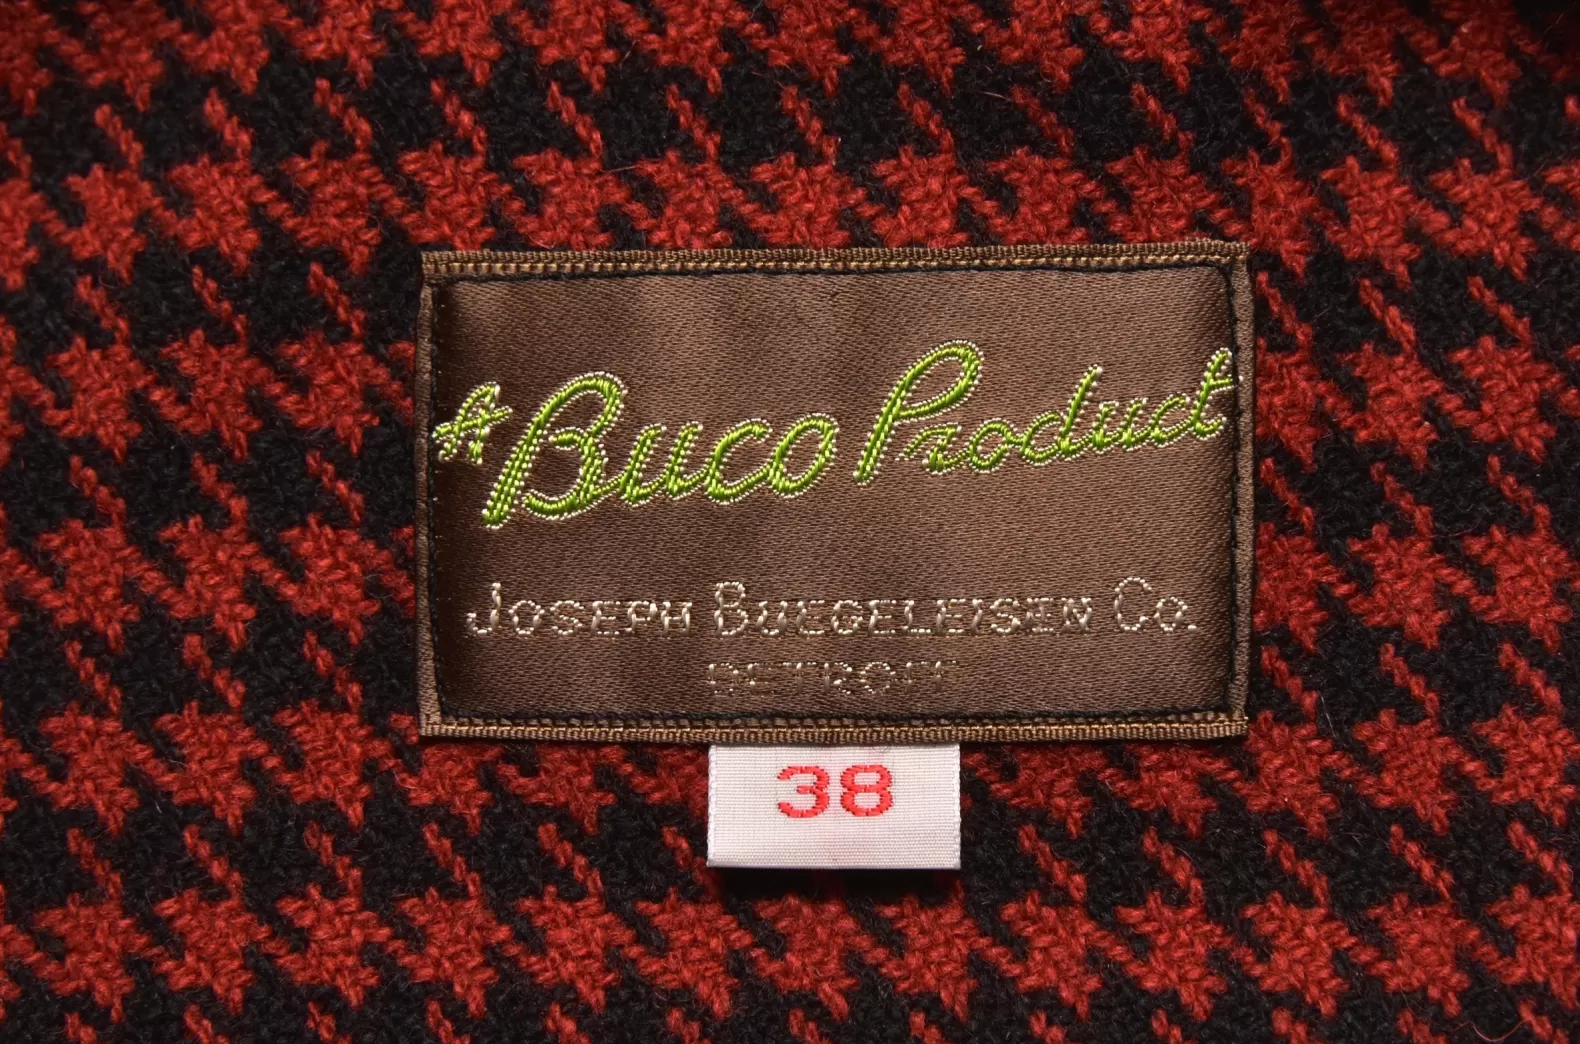 A Buco Product
JOSEPH BUEGELEISEN CO.
DETROIT
38